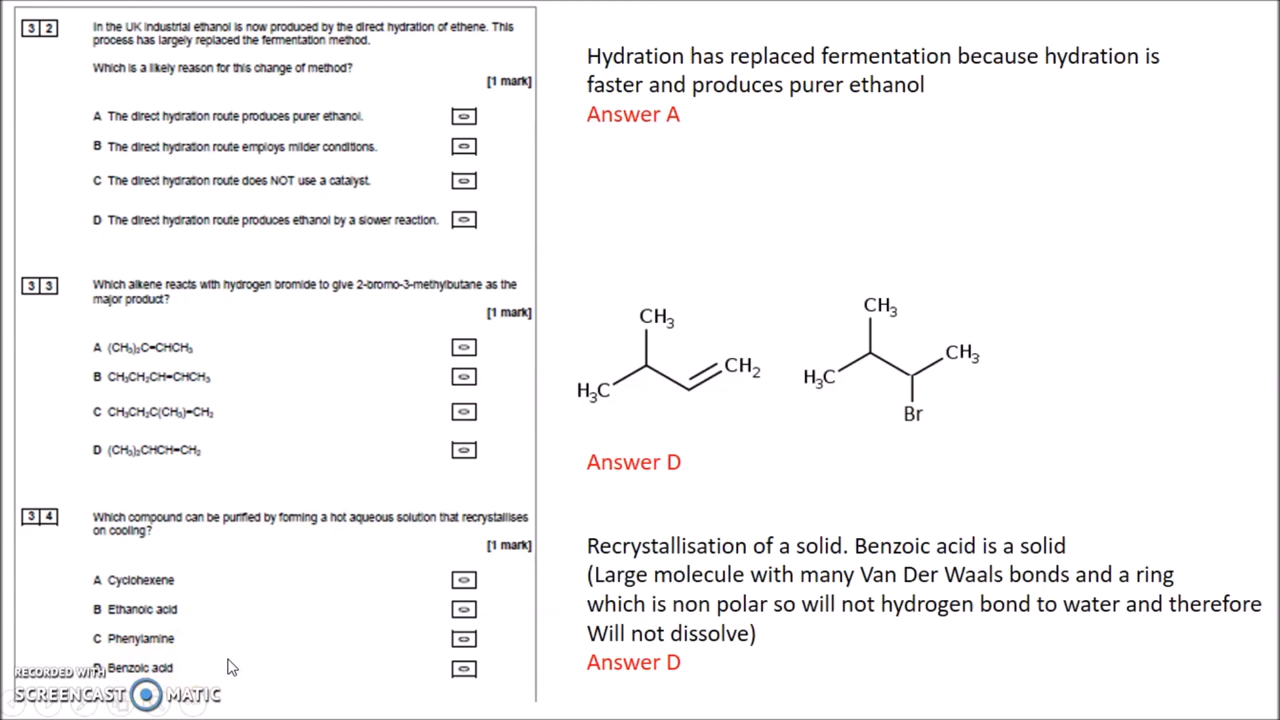 3 2 In the UK industrial ethanol is now produced by the direct hydration of ethene. This
process has largely replaced the fermentation method.
Which is a likely reason for this change of method?
[1 mark]
A The direct hydration route produces purer ethanol.
B The direct hydration route employs milder conditions.
C The direct hydration route does NOT use a catalyst.
D The direct hydration route produces ethanol by a slower reaction.
Hydration has replaced fermentation because hydration is
faster and produces purer ethanol
Answer A
3 3 Which alkene reacts with hydrogen bromide to give 2-bromo-3-methylbutane as the
major product?
[1 mark]
A (CH₃)₂C=CHCH₃
B CH₃CH₂CH=CHCH₃
C CH₃CH₂C(CH₃)=CH₂
D (CH₃)₂CHCH=CH₂
CH₃
CH₂
H₃C
CH₃
CH₃
H₃C
Br
Answer D
3 4 Which compound can be purified by forming a hot aqueous solution that recrystallises
on cooling?
[1 mark]
A Cyclohexene
B Ethanoic acid
C Phenylamine
D Benzoic acid
Recrystallisation of a solid. Benzoic acid is a solid
(Large molecule with many Van Der Waals bonds and a ring
which is non polar so will not hydrogen bond to water and therefore
Will not dissolve)
Answer D
RECORDED WITH
SCREENCAST MATIC